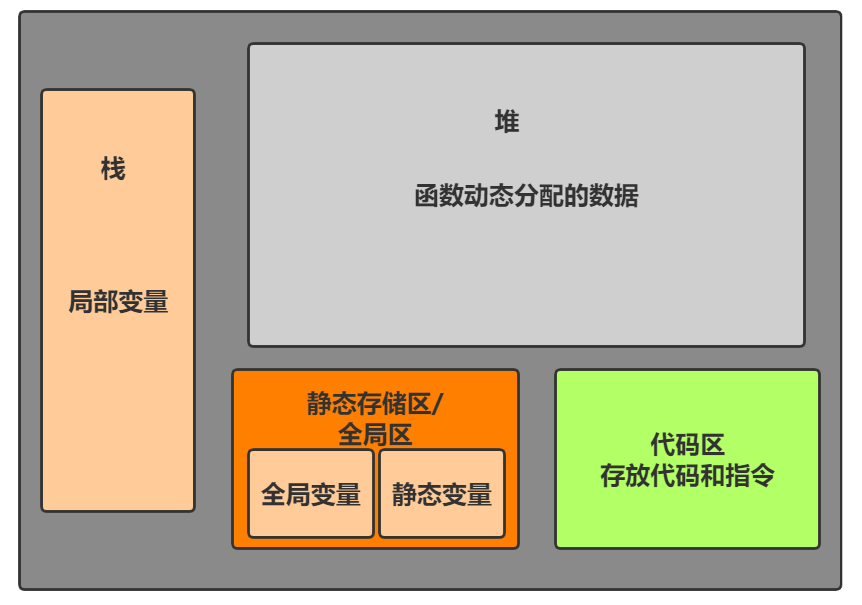 栈
局部变量
堆
函数动态分配的数据
静态存储区/
全局区
全局变量
静态变量
代码区
存放代码和指令